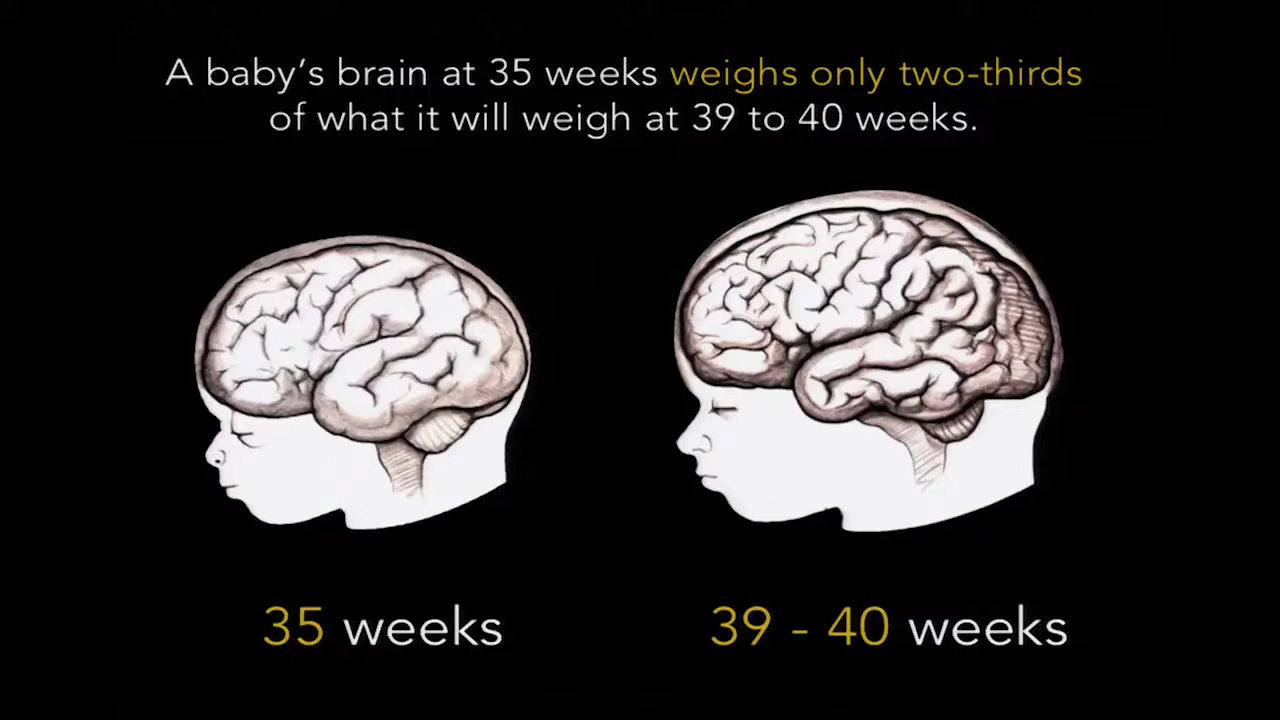 A baby's brain at 35 weeks weighs only two-thirds
of what it will weigh at 39 to 40 weeks.
35 weeks
39 - 40 weeks